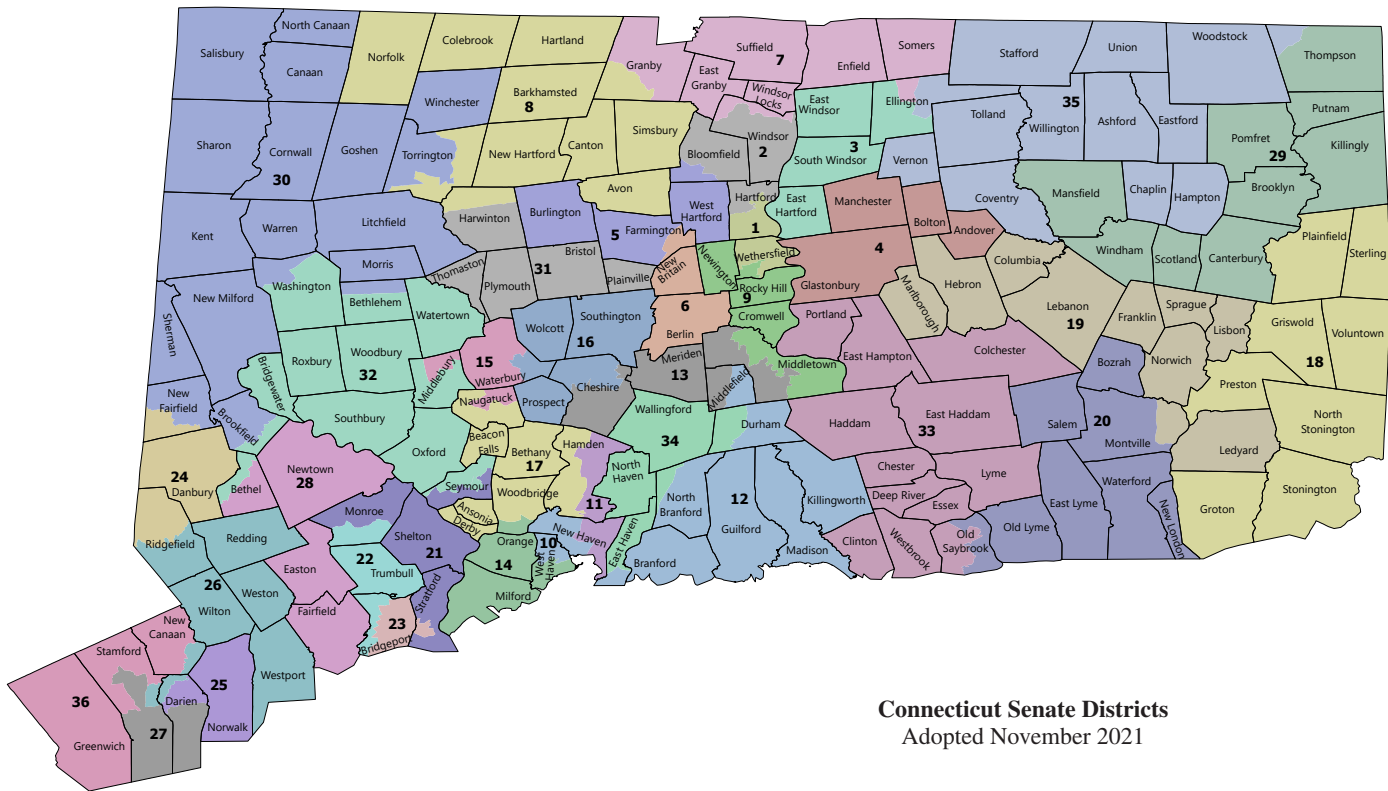 North Canaan
Salisbury
Canaan
Norfolk
Colebrook
Hartland
Granby
Suffield
7
East
Granby
Windsor
Locks
Enfield
Somers
Stafford
Union
Woodstock
Thompson
Winchester
Barkhamsted
8
East
Windsor
Ellington
35
Tolland
Willington
Ashford
Eastford
Putnam
Pomfret
29
Killingly
Sharon
Cornwall
30
Goshen
Torrington
New Hartford
Canton
Simsbury
Bloomfield
Windsor
2
3
South Windsor
Vernon
Brooklyn
Mansfield
Chaplin
Hampton
Coventry
Kent
Warren
Litchfield
Harwinton
Burlington
Avon
West
Hartford
Hartford
1
East
Hartford
Manchester
Bolton
Andover
4
Glastonbury
5
Farmington
Morris
Thomaston
Plymouth
31
Bristol
Plainville
New
Britain
Newington
Wethersfield
Rocky Hill
9
Cromwell
Columbia
Hebron
Marlborough
Windham
Scotland
Canterbury
Plainfield
Sterling
New Milford
Sherman
Washington
Bethlehem
Watertown
Wolcott
Southington
16
6
Berlin
Portland
East Hampton
Lebanon
19
Franklin
Sprague
Lisbon
Griswold
Voluntown
18
Roxbury
Woodbury
32
Bridgewater
Middlebury
15
Waterbury
Naugatuck
Prospect
Cheshire
Meriden
13
Middlefield
Middletown
Colchester
Bozrah
Norwich
Preston
New
Fairfield
Brookfield
Southbury
Oxford
Beacon
Falls
Bethany
17
Hamden
Wallingford
34
Durham
Haddam
East Haddam
33
Salem
20
Montville
North
Stonington
Ledyard
24
Danbury
Bethel
Newtown
28
Seymour
Woodbridge
11
North
Haven
North
Branford
12
Guilford
Killingworth
Chester
Deep River
Essex
Lyme
East Lyme
Waterford
New London
Groton
Stonington
Ridgefield
Redding
Monroe
Shelton
21
Ansonia
Derby
Orange
14
10
West
Haven
New Haven
East Haven
Branford
Madison
Clinton
Westbrook
Old
Saybrook
Old Lyme
26
Wilton
Weston
Easton
22
Trumbull
Stratford
Milford
Fairfield
23
Bridgeport
New
Canaan
Stamford
36
Greenwich
27
Darien
25
Norwalk
Westport
Connecticut Senate Districts
Adopted November 2021